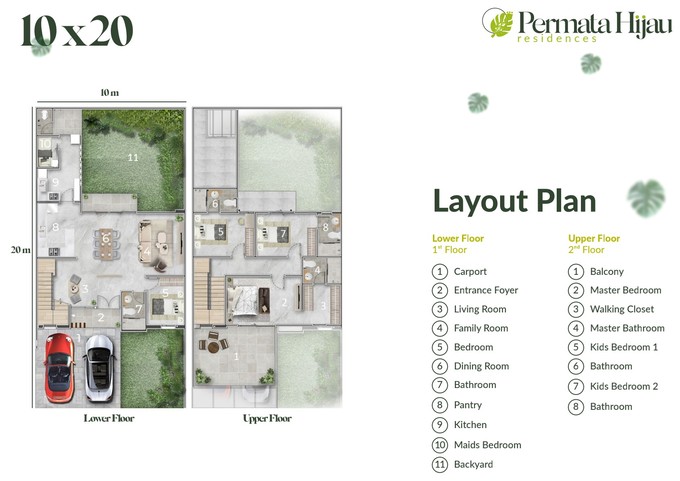 10 x 20
Permata Hijau
residences
10 m
20 m
11
10
9
8
6
4
3
5
7
2
1
6
5
7
8
4
2
3
1
Lower Floor
Upper Floor
Layout Plan
Lower Floor
1st Floor
1 Carport
2 Entrance Foyer
3 Living Room
4 Family Room
5 Bedroom
6 Dining Room
7 Bathroom
8 Pantry
9 Kitchen
10 Maids Bedroom
11 Backyard
Upper Floor
2nd Floor
1 Balcony
2 Master Bedroom
3 Walking Closet
4 Master Bathroom
5 Kids Bedroom 1
6 Bathroom
7 Kids Bedroom 2
8 Bathroom